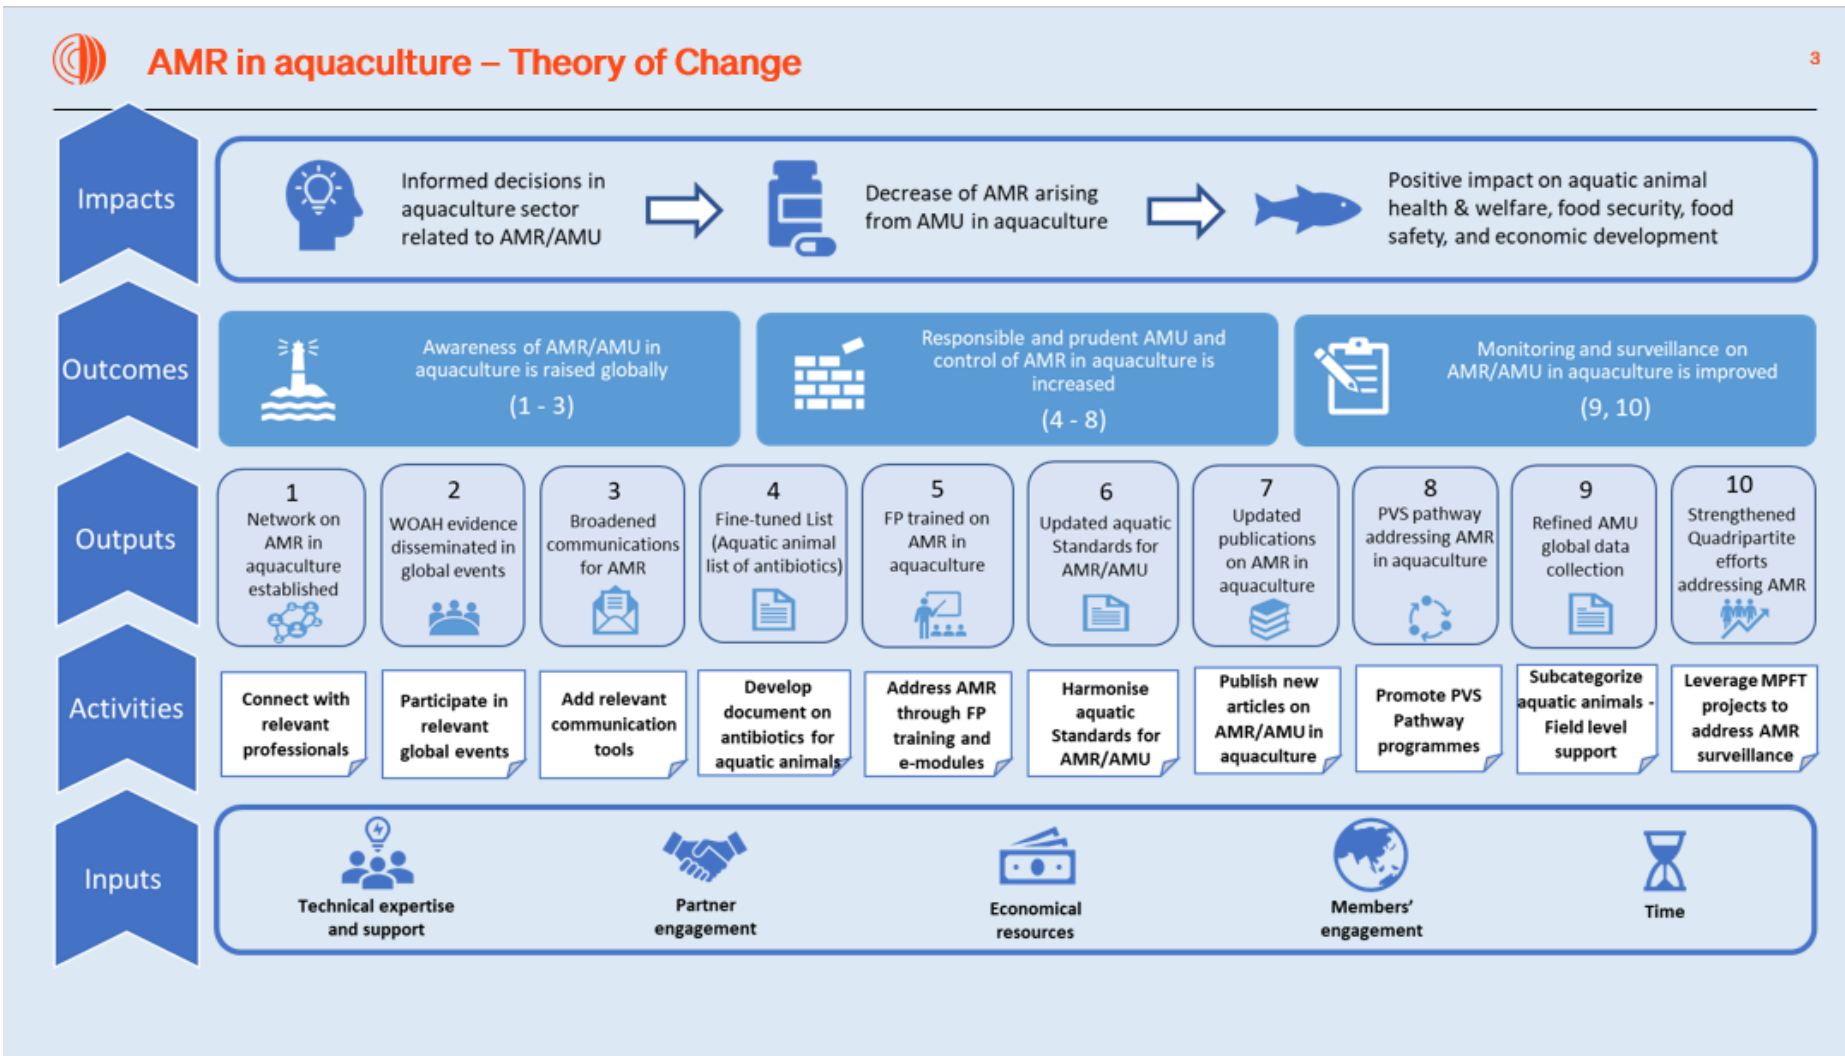 AMR in aquaculture – Theory of Change
3
Impacts
Informed decisions in
aquaculture sector
related to AMR/AMU
Decrease of AMR arising
from AMU in aquaculture
Positive impact on aquatic animal
health & welfare, food security, food
safety, and economic development
Outcomes
Awareness of AMR/AMU in
aquaculture is raised globally
(1 - 3)
Responsible and prudent AMU and
control of AMR in aquaculture is
increased
(4 - 8)
Monitoring and surveillance on
AMR/AMU in aquaculture is improved
(9, 10)
Outputs
1
Network on
AMR in
aquaculture
established
2
WOAH evidence
disseminated in
global events
3
Broadened
communications
for AMR
4
Fine-tuned List
(Aquatic animal
list of antibiotics)
5
FP trained on
AMR in
aquaculture
6
Updated aquatic
Standards for
AMR/AMU
7
Updated
publications
on AMR in
aquaculture
8
PVS pathway
addressing AMR
in aquaculture
9
Refined AMU
global data
collection
10
Strengthened
Quadripartite
efforts
addressing AMR
Activities
Connect with
relevant
professionals
Participate in
relevant
global events
Add relevant
communication
tools
Develop
document on
antibiotics for
aquatic animals
Address AMR
through FP
training and
e-modules
Harmonise
aquatic
Standards for
AMR/AMU
Publish new
articles on
AMR/AMU in
aquaculture
Promote PVS
Pathway
programmes
Subcategorize
aquatic animals -
Field level
support
Leverage MPFT
projects to
address AMR
surveillance
Inputs
Technical expertise
and support
Partner
engagement
Economical
resources
Members’
engagement
Time